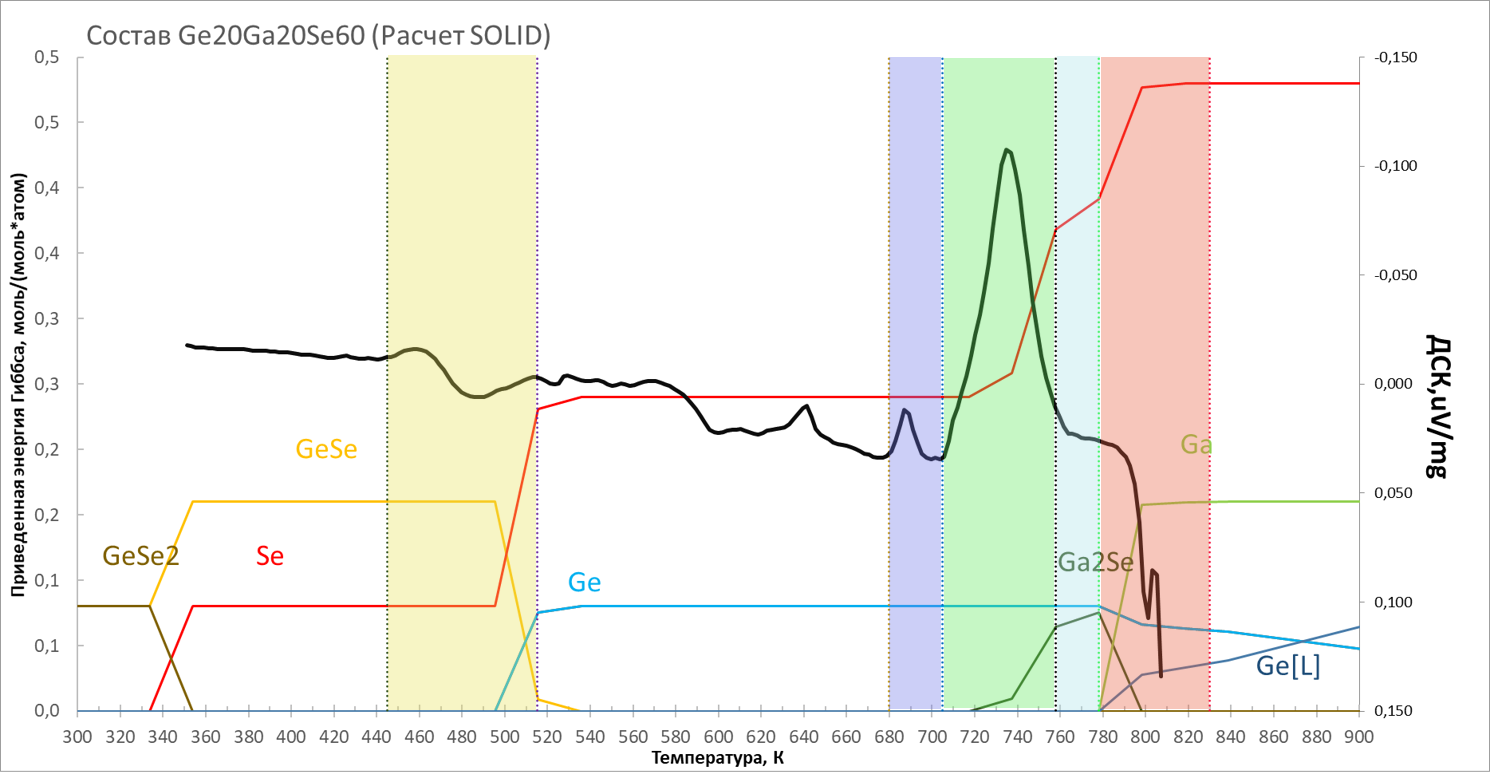 Состав Ge20Ga20Se60 (Расчет SOLID)
0,5
0,5
0,4
0,4
0,3
0,3
0,2
0,2
0,1
0,1
0,0
Приведенная энергия Гиббса, моль/(моль*атом)
-0,150
-0,100
-0,050
0,000
0,050
0,100
0,150
ДСК,uV/mg
GeSe
Ga
GeSe2
Se
Ge
Ga2Se
Ge[L]
300 320 340 360 380 400 420 440 460 480 500 520 540 560 580 600 620 640 660 680 700 720 740 760 780 800 820 840 860 880 900
Температура, К